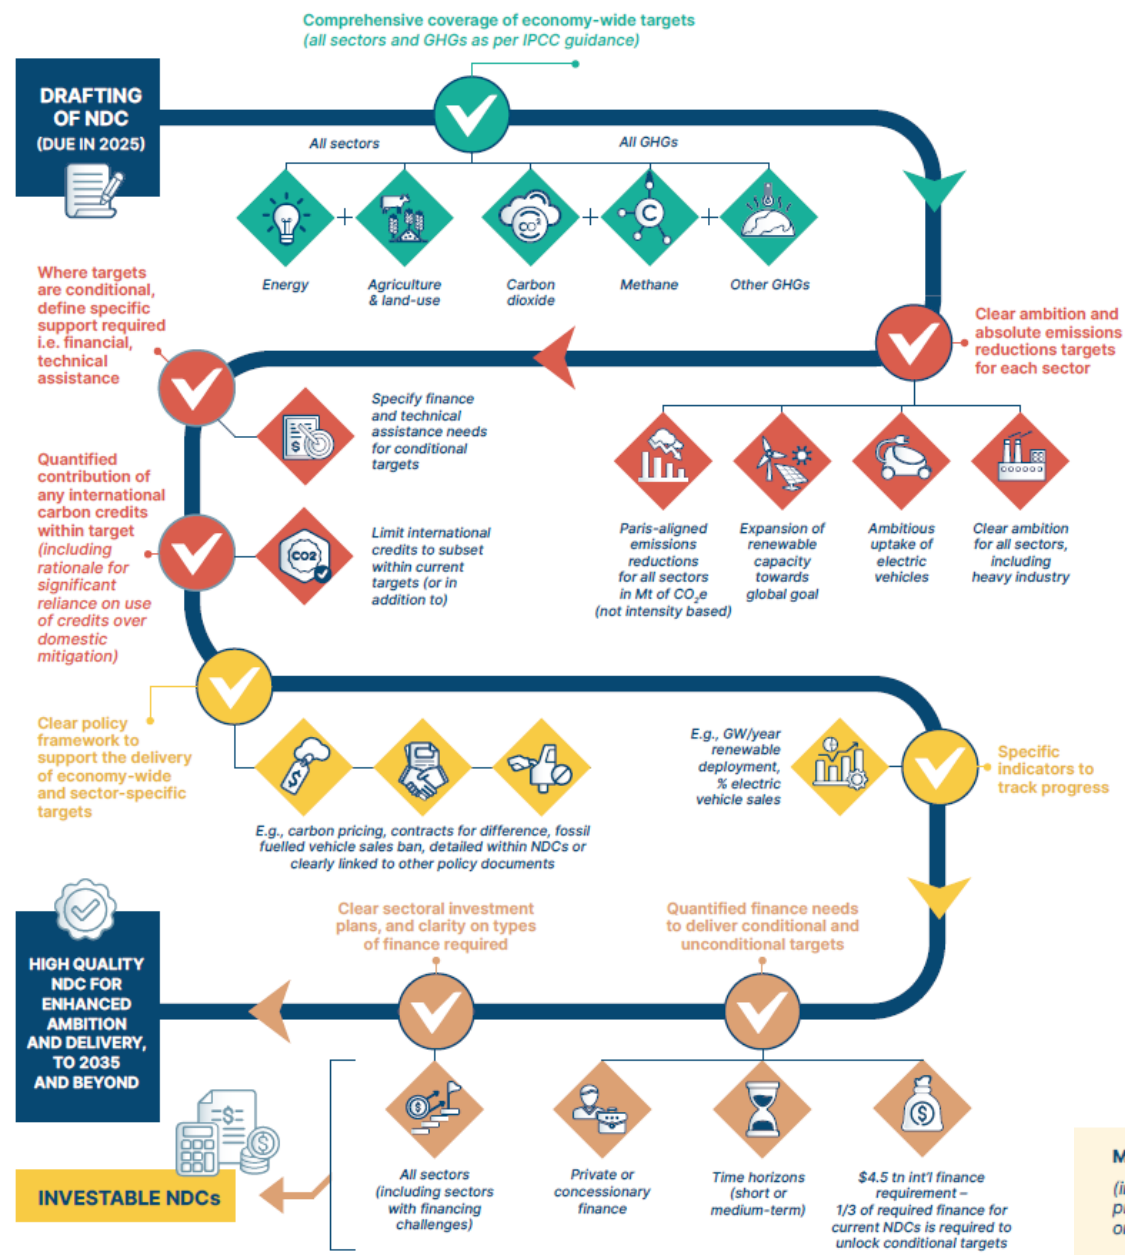 Comprehensive coverage of economy-wide targets
(all sectors and GHGs as per IPCC guidance)
DRAFTING
OF NDC
(DUE IN 2025)
All sectors
All GHGs
CO²
C
Energy
Agriculture
& land-use
Carbon
dioxide
Methane
Other GHGs
Clear ambition and
absolute emissions
reductions targets
for each sector
Paris-aligned
emissions
reductions
for all sectors
in Mt of CO₂e
(not intensity based)
Expansion of
renewable
capacity
towards
global goal
Ambitious
uptake of
electric
vehicles
Clear ambition
for all sectors,
including
heavy industry
Where targets
are conditional,
define specific
support required
i.e. financial,
technical
assistance
$
Specify finance
and technical
assistance needs
for conditional
targets
Quantified
contribution of
any international
carbon credits
within target
(including
rationale for
significant
reliance on use
of credits over
domestic
mitigation)
CO2
Limit international
credits to subset
within current
targets (or in
addition to)
Clear policy
framework to
support the delivery
of economy-wide
and sector-specific
targets
$
E.g., carbon pricing, contracts for difference, fossil
fuelled vehicle sales ban, detailed within NDCs or
clearly linked to other policy documents
E.g., GW/year
renewable
deployment,
% electric
vehicle sales
Specific
indicators to
track progress
Quantified finance needs
to deliver conditional and
unconditional targets
Private or
concessionary
finance
Time horizons
(short or
medium-term)
$
$4.5 tn int'l finance
requirement –
1/3 of required finance for
current NDCs is required to
unlock conditional targets
Clear sectoral investment
plans, and clarity on types
of finance required
$
All sectors
(including sectors
with financing
challenges)
HIGH QUALITY
NDC FOR
ENHANCED
AMBITION
AND DELIVERY,
TO 2035
AND BEYOND
$
$
INVESTABLE NDCs
M
(i
p
o